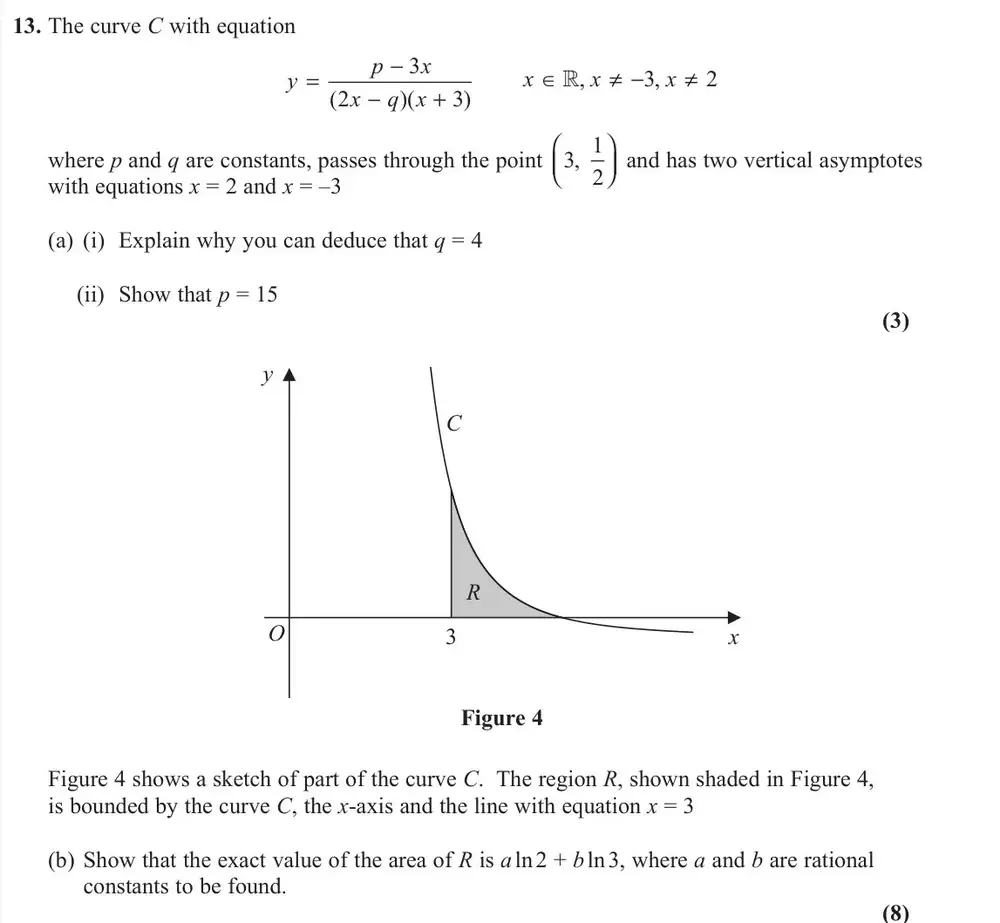 13. The curve C with equation
y = \frac{p - 3x}{(2x - q)(x + 3)}    x ∈ ℝ, x ≠ −3, x ≠ 2
where p and q are constants, passes through the point (3, \frac{1}{2}) and has two vertical asymptotes
with equations x = 2 and x = –3
(a) (i) Explain why you can deduce that q = 4
(ii) Show that p = 15
(3)
y
C
R
O
3
x
Figure 4
Figure 4 shows a sketch of part of the curve C. The region R, shown shaded in Figure 4,
is bounded by the curve C, the x-axis and the line with equation x = 3
(b) Show that the exact value of the area of R is a ln 2 + b ln 3, where a and b are rational
constants to be found.
(8)